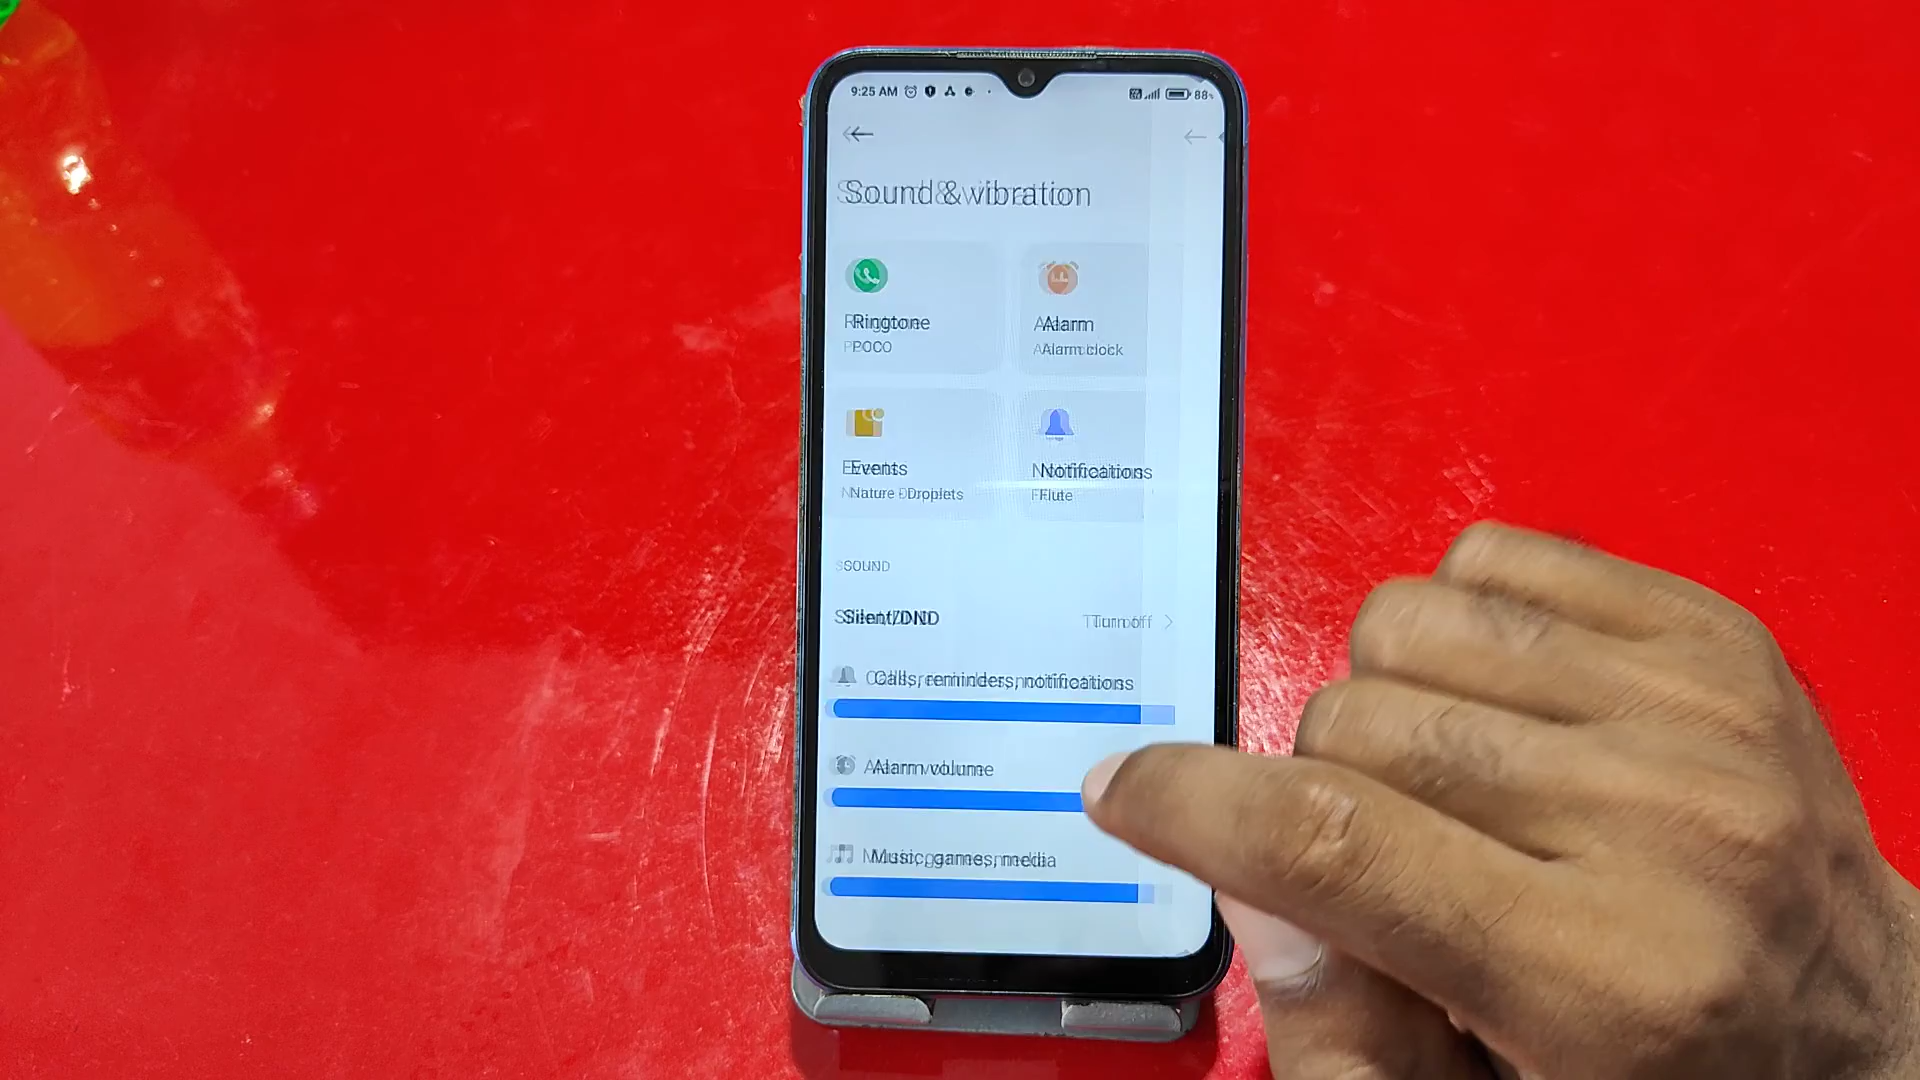 9:25 AM 88%
Sound & vibration
Ringtone Alarm
POCO Alarm clock
Events Notifications
Nature - Droplets Flute
SOUND
Silent/DND Turn off
Calls, reminders, notifications
Alarm volume
Music, games, media